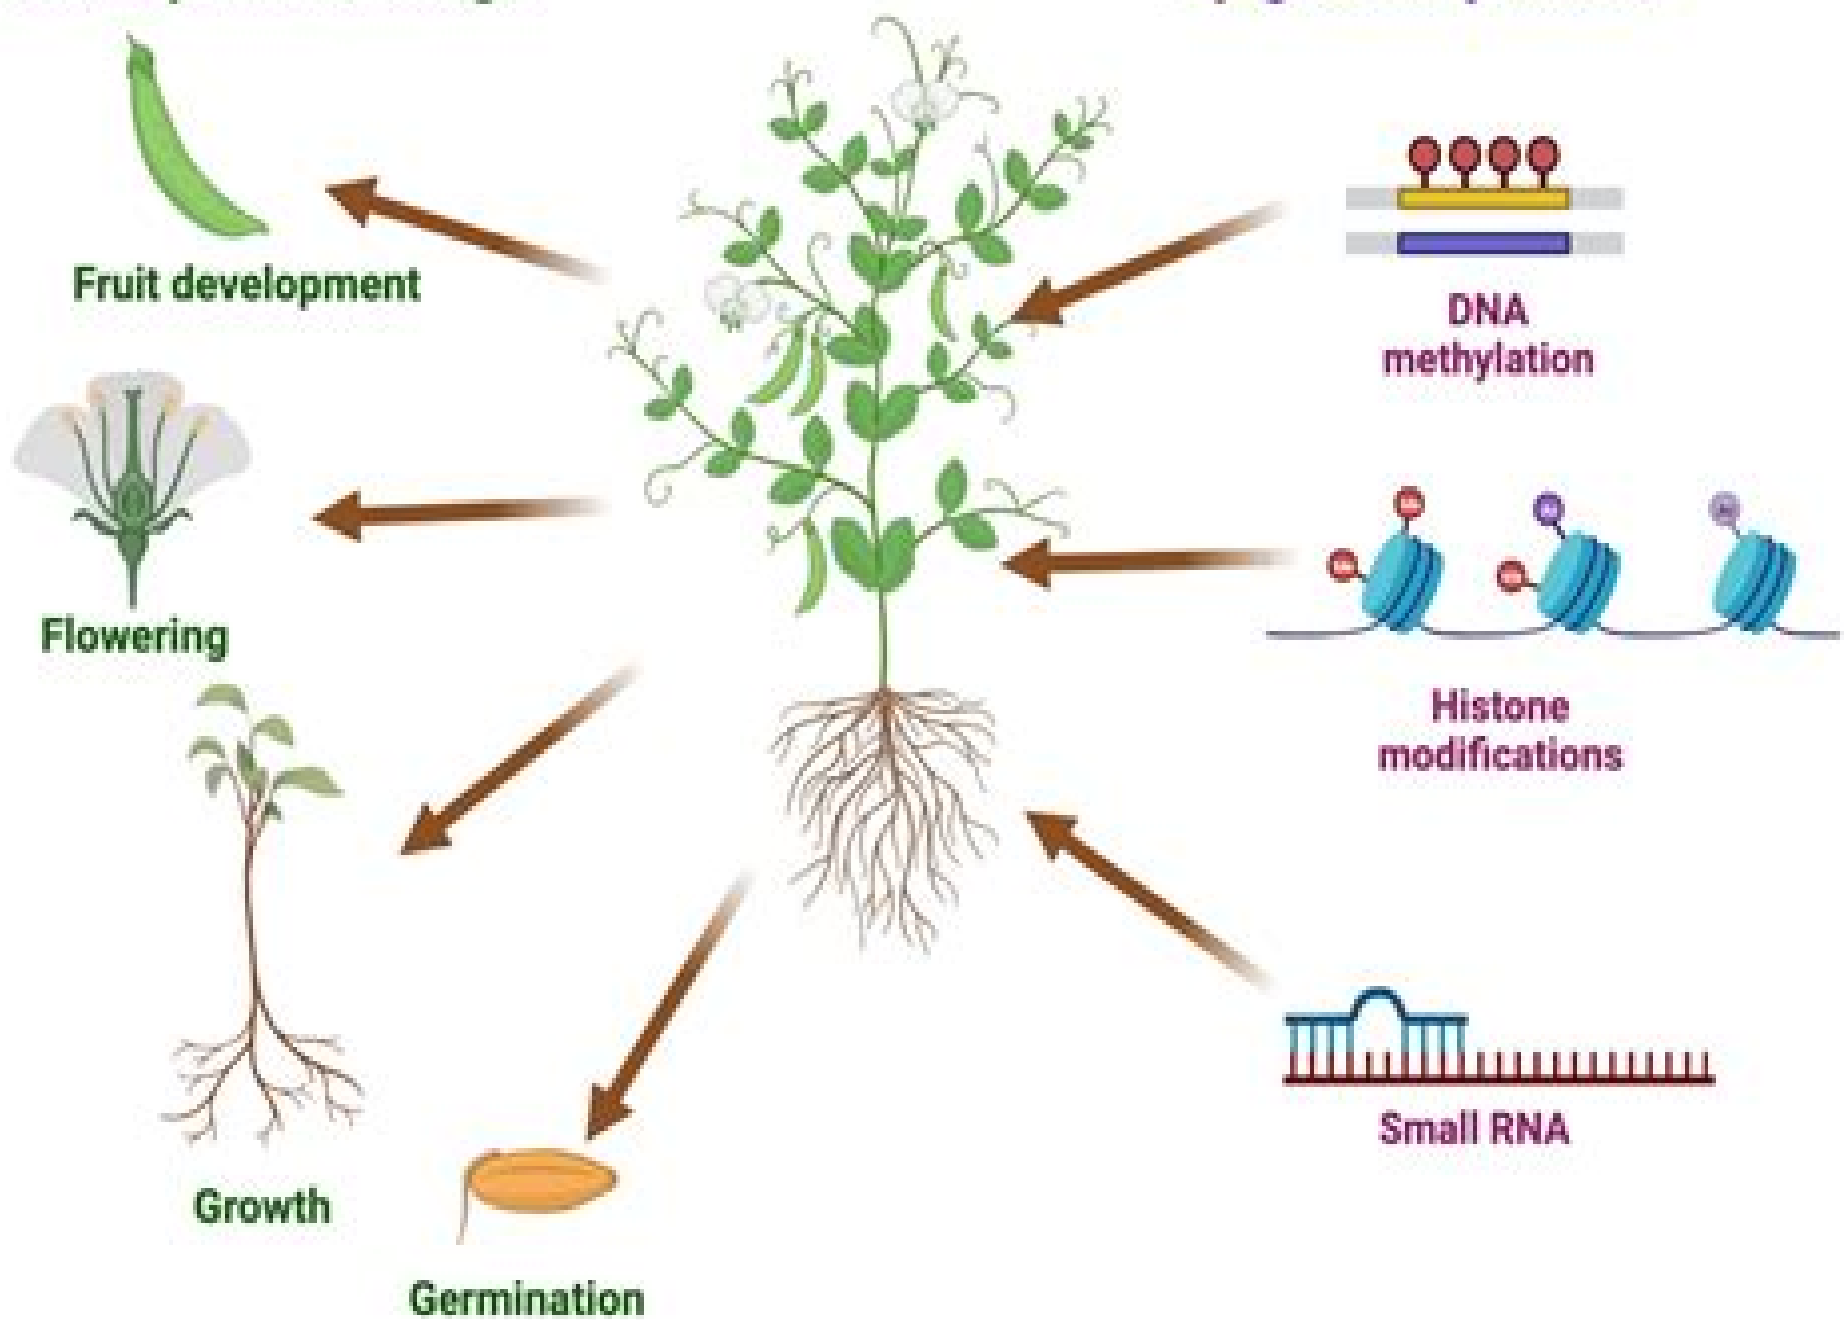 Fruit development
DNA
methylation
Flowering
Histone
modifications
Small RNA
Growth
Germination